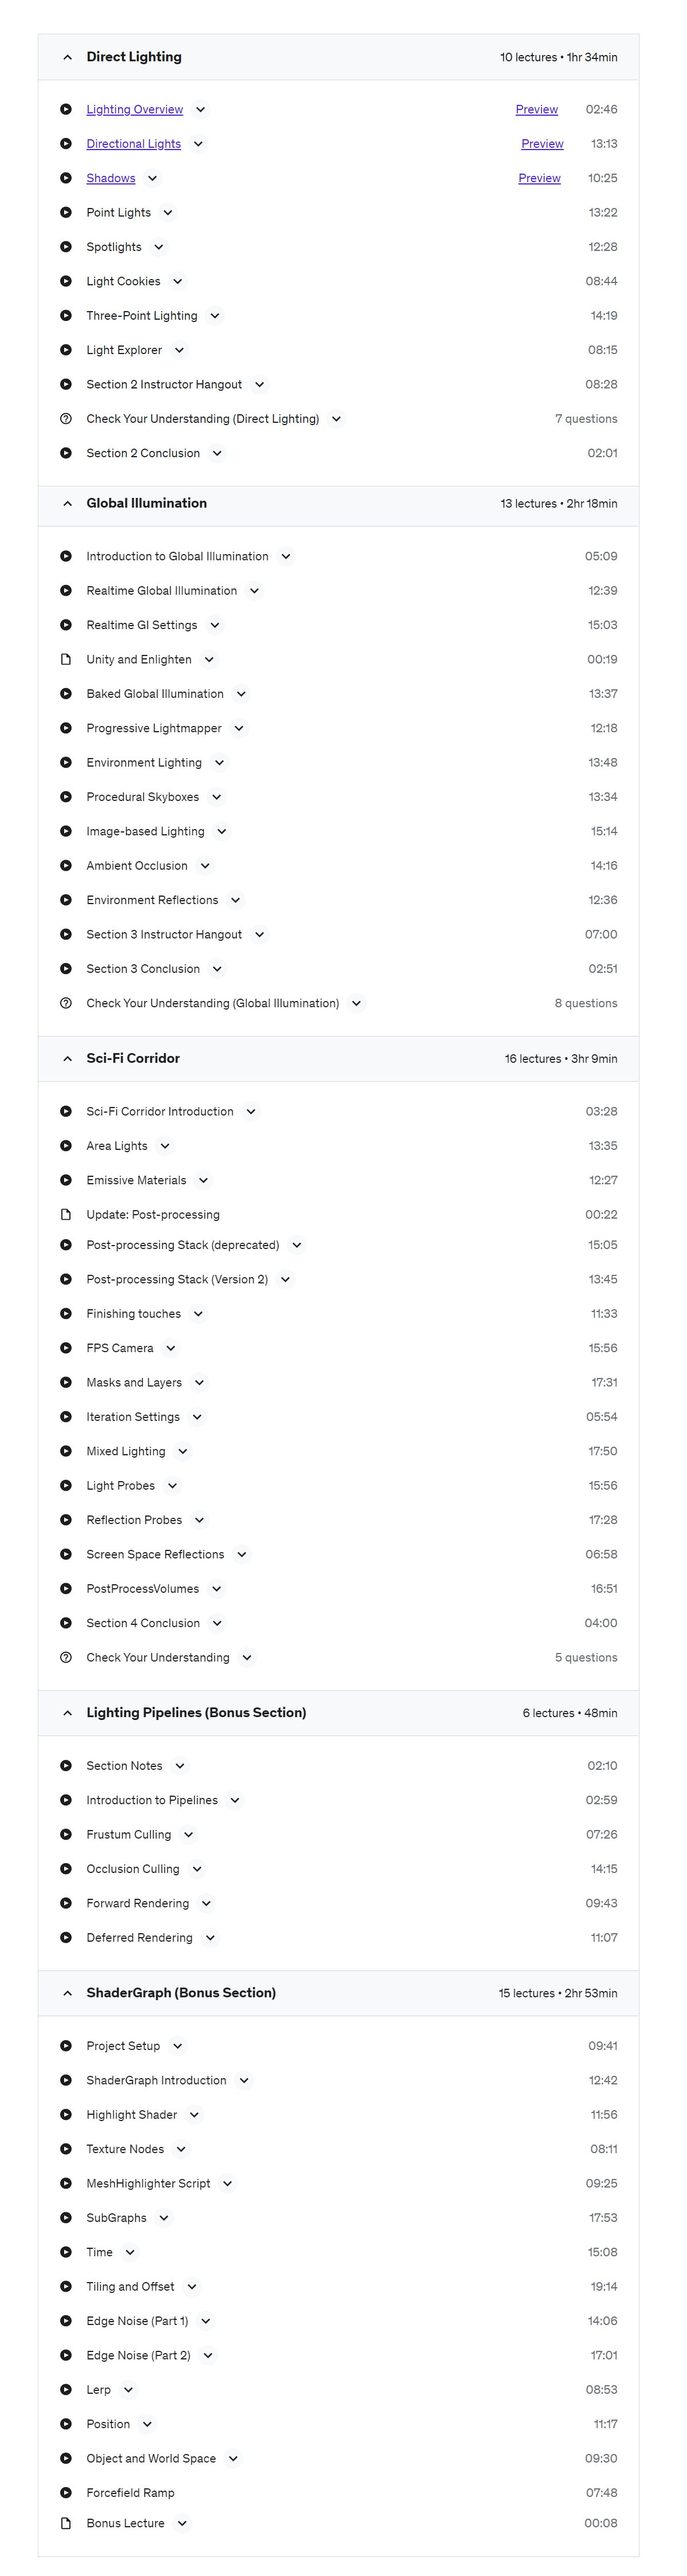 Direct Lighting 10 lectures • 1hr 34min
Lighting Overview Preview 02:46
Directional Lights Preview 13:13
Shadows Preview 10:25
Point Lights 13:22
Spotlights 12:28
Light Cookies 08:44
Three-Point Lighting 14:19
Light Explorer 08:15
Section 2 Instructor Hangout 08:28
Check Your Understanding (Direct Lighting) 7 questions
Section 2 Conclusion 02:01
Global Illumination 13 lectures • 2hr 18min
Introduction to Global Illumination 05:09
Realtime Global Illumination 12:39
Realtime GI Settings 15:03
Unity and Enlighten 00:19
Baked Global Illumination 13:37
Progressive Lightmapper 12:18
Environment Lighting 13:48
Procedural Skyboxes 13:34
Image-based Lighting 15:14
Ambient Occlusion 14:16
Environment Reflections 12:36
Section 3 Instructor Hangout 07:00
Section 3 Conclusion 02:51
Check Your Understanding (Global Illumination) 8 questions
Sci-Fi Corridor 16 lectures • 3hr 9min
Sci-Fi Corridor Introduction 03:28
Area Lights 13:35
Emissive Materials 12:27
Update: Post-processing 00:22
Post-processing Stack (deprecated) 15:05
Post-processing Stack (Version 2) 13:45
Finishing touches 11:33
FPS Camera 15:56
Masks and Layers 17:31
Iteration Settings 05:54
Mixed Lighting 17:50
Light Probes 15:56
Reflection Probes 17:28
Screen Space Reflections 06:58
PostProcessVolumes 16:51
Section 4 Conclusion 04:00
Check Your Understanding 5 questions
Lighting Pipelines (Bonus Section) 6 lectures • 48min
Section Notes 02:10
Introduction to Pipelines 02:59
Frustum Culling 07:26
Occlusion Culling 14:15
Forward Rendering 09:43
Deferred Rendering 11:07
ShaderGraph (Bonus Section) 15 lectures • 2hr 53min
Project Setup 09:41
ShaderGraph Introduction 12:42
Highlight Shader 11:56
Texture Nodes 08:11
MeshHighlighter Script 09:25
SubGraphs 17:53
Time 15:08
Tiling and Offset 19:14
Edge Noise (Part 1) 14:06
Edge Noise (Part 2) 17:01
Lerp 08:53
Position 11:17
Object and World Space 09:30
Forcefield Ramp 07:48
Bonus Lecture 00:08